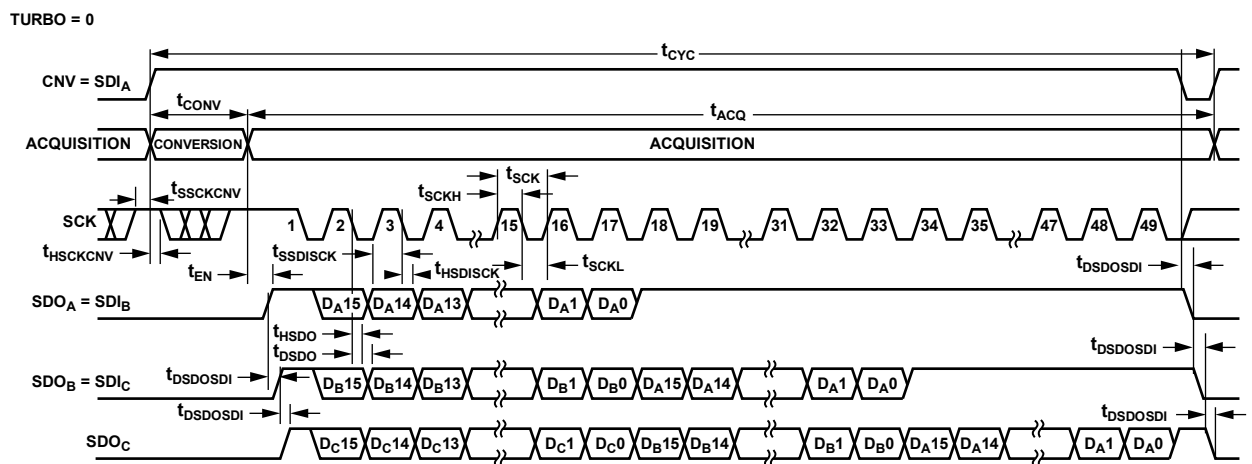 TURBO = 0
tCYC
CNV = SDIA
tCONV
tACQ
ACQUISITION CONVERSION ACQUISITION
tSSCKCNV
tSCK
tSCKH
SCK 1 2 3 4 15 16 17 18 19 31 32 33 34 35 47 48 49
tHSCKCNV
tSSDISCK
tHSDISCK
tSCKL
tEN
tDSDOSDI
SDOA = SDIB DA15 DA14 DA13 DA1 DA0
tHSDO
tDSDO
tDSDOSDI
tDSDOSDI
SDOB = SDIC DB15 DB14 DB13 DB1 DB0 DA15 DA14 DA1 DA0
tDSDOSDI
tDSDOSDI
SDOC DC15 DC14 DC13 DC1 DC0 DB15 DB14 DB1 DB0 DA15 DA14 DA1 DA0